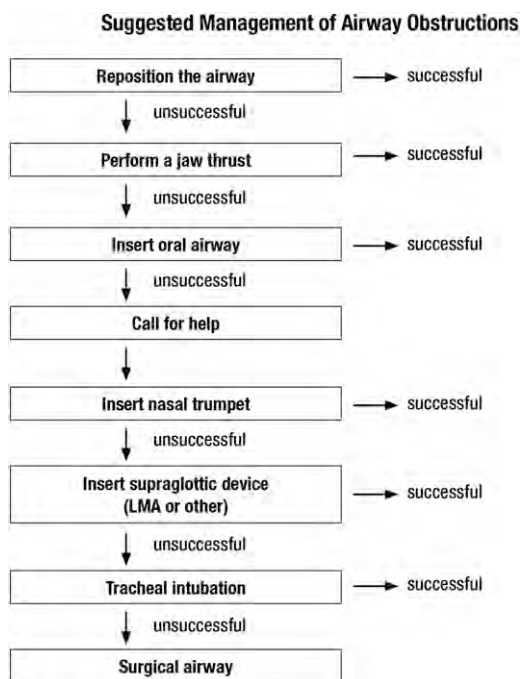 Suggested Management of Airway Obstructions
Reposition the airway
successful
unsuccessful
Perform a jaw thrust
successful
unsuccessful
Insert oral airway
successful
unsuccessful
Call for help
Insert nasal trumpet
successful
unsuccessful
Insert supraglottic device
(LMA or other)
successful
unsuccessful
Tracheal intubation
successful
unsuccessful
Surgical airway